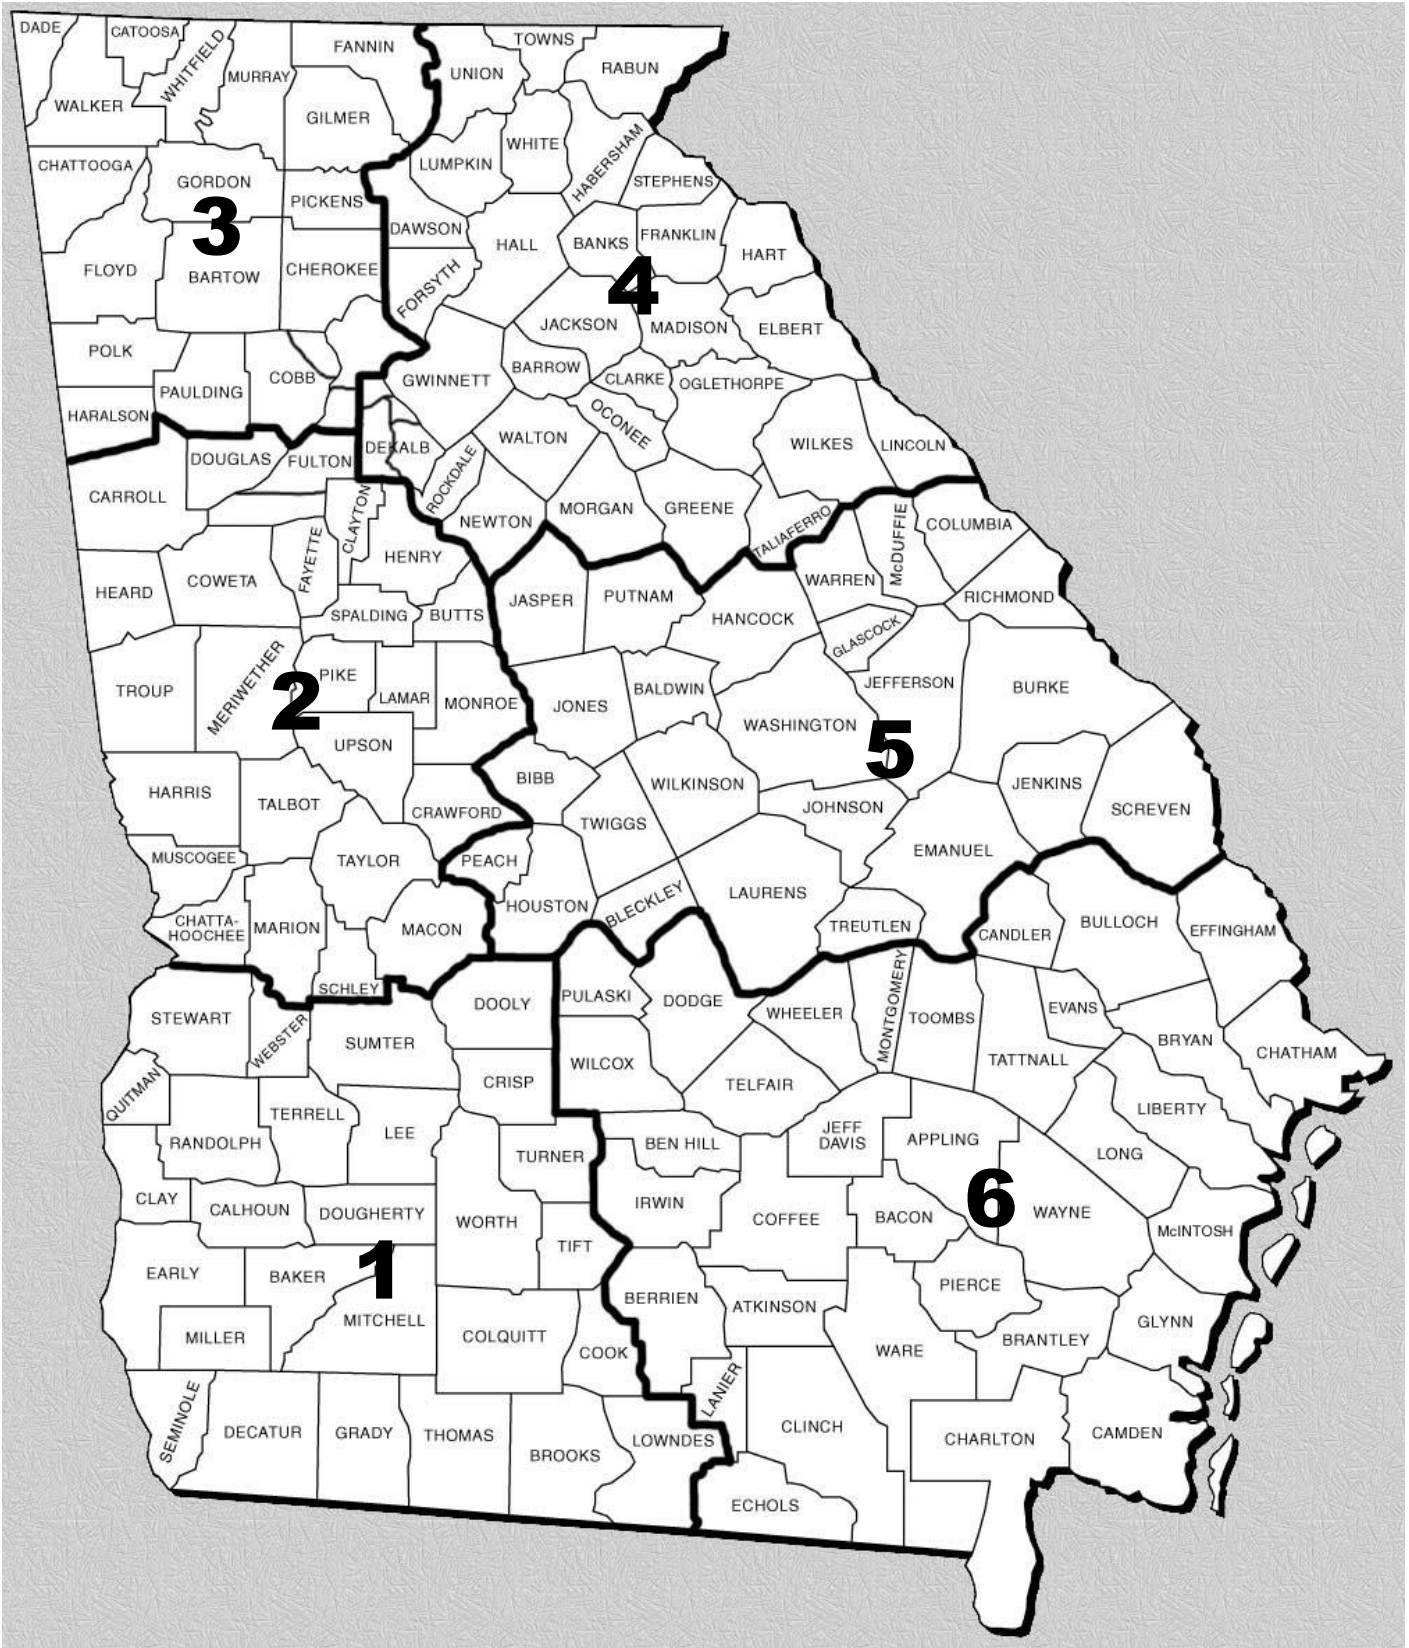 DADE
CATOOSA
WHITFIELD
MURRAY
FANNIN
UNION
TOWNS
RABUN
WALKER
GILMER
WHITE
HABERSHAM
LUMPKIN
CHATTOOGA
GORDON
PICKENS
STEPHENS
3
DAWSON
HALL
BANKS
FRANKLIN
HART
FLOYD
BARTOW
CHEROKEE
FORSYTH
4
JACKSON
MADISON
ELBERT
POLK
PAULDING
COBB
GWINNETT
BARROW
CLARKE
OGLETHORPE
HARALSON
OCONEE
WALTON
WILKES
LINCOLN
DOUGLAS
FULTON
DEKALB
ROCKDALE
CARROLL
CLAYTON
NEWTON
MORGAN
GREENE
TALIAFERRO
McDUFFIE
COLUMBIA
FAYETTE
HENRY
HEARD
COWETA
SPALDING
BUTTS
JASPER
PUTNAM
HANCOCK
WARREN
RICHMOND
GLASCOCK
TROUP
MERIWETHER
2
PIKE
LAMAR
MONROE
JONES
BALDWIN
WASHINGTON
JEFFERSON
BURKE
5
UPSON
BIBB
WILKINSON
JENKINS
SCREVEN
HARRIS
TALBOT
CRAWFORD
TWIGGS
JOHNSON
MUSCOGEE
TAYLOR
PEACH
EMANUEL
HOUSTON
BLECKLEY
LAURENS
CHATTA-
HOOCHEE
MARION
MACON
TREUTLEN
CANDLER
BULLOCH
EFFINGHAM
SCHLEY
STEWART
WEBSTER
SUMTER
DOOLY
PULASKI
DODGE
WHEELER
MONTGOMERY
TOOMBS
EVANS
TATTNALL
BRYAN
CHATHAM
QUITMAN
CRISP
WILCOX
TELFAIR
LIBERTY
RANDOLPH
TERRELL
LEE
TURNER
BEN HILL
JEFF
DAVIS
APPLING
LONG
CLAY
CALHOUN
DOUGHERTY
WORTH
IRWIN
COFFEE
BACON
6
WAYNE
McINTOSH
TIFT
EARLY
BAKER
1
MITCHELL
MILLER
COLQUITT
COOK
BERRIEN
ATKINSON
PIERCE
WARE
BRANTLEY
GLYNN
SEMINOLE
DECATUR
GRADY
THOMAS
BROOKS
LOWNDES
LANIER
CLINCH
CHARLTON
CAMDEN
ECHOLS